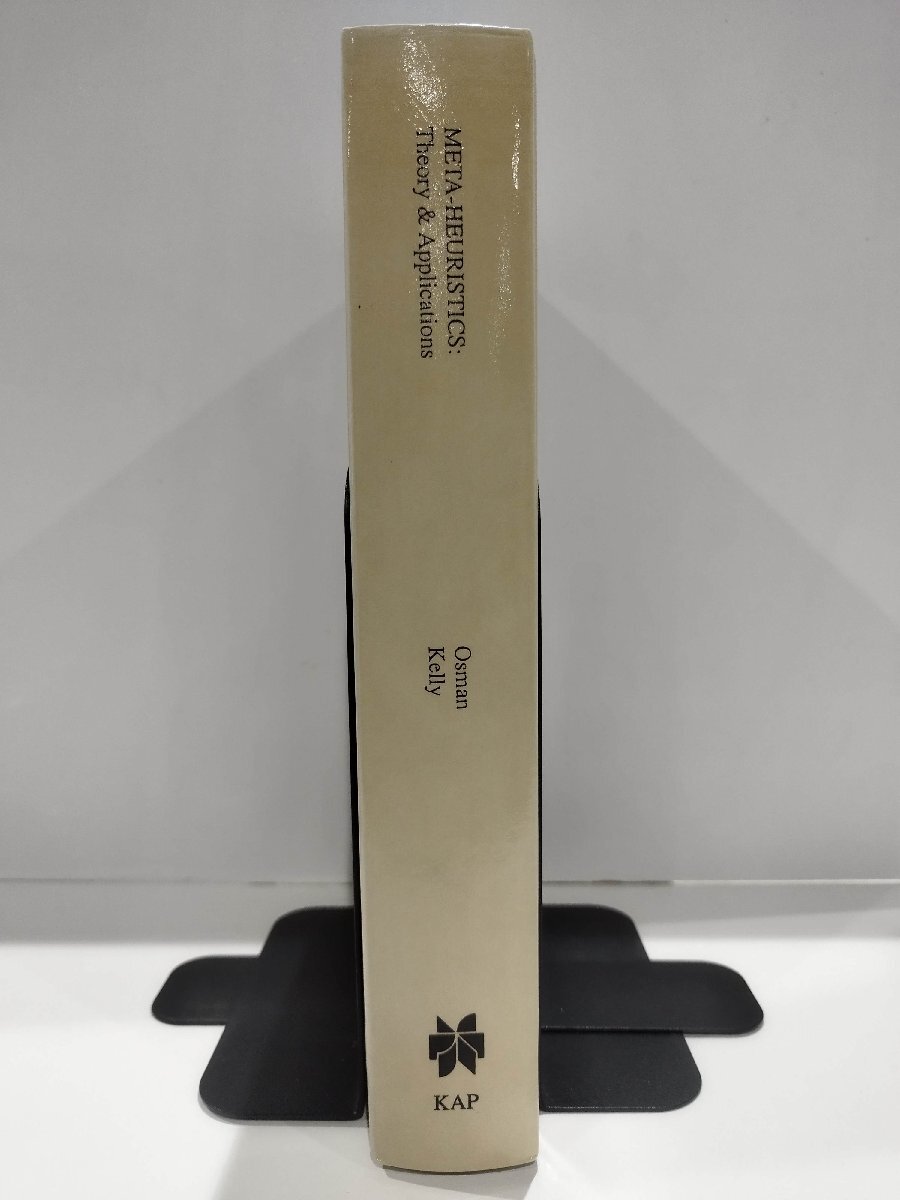 META-HEURISTICS:
Theory & Applications
Osman
Kelly
KAP